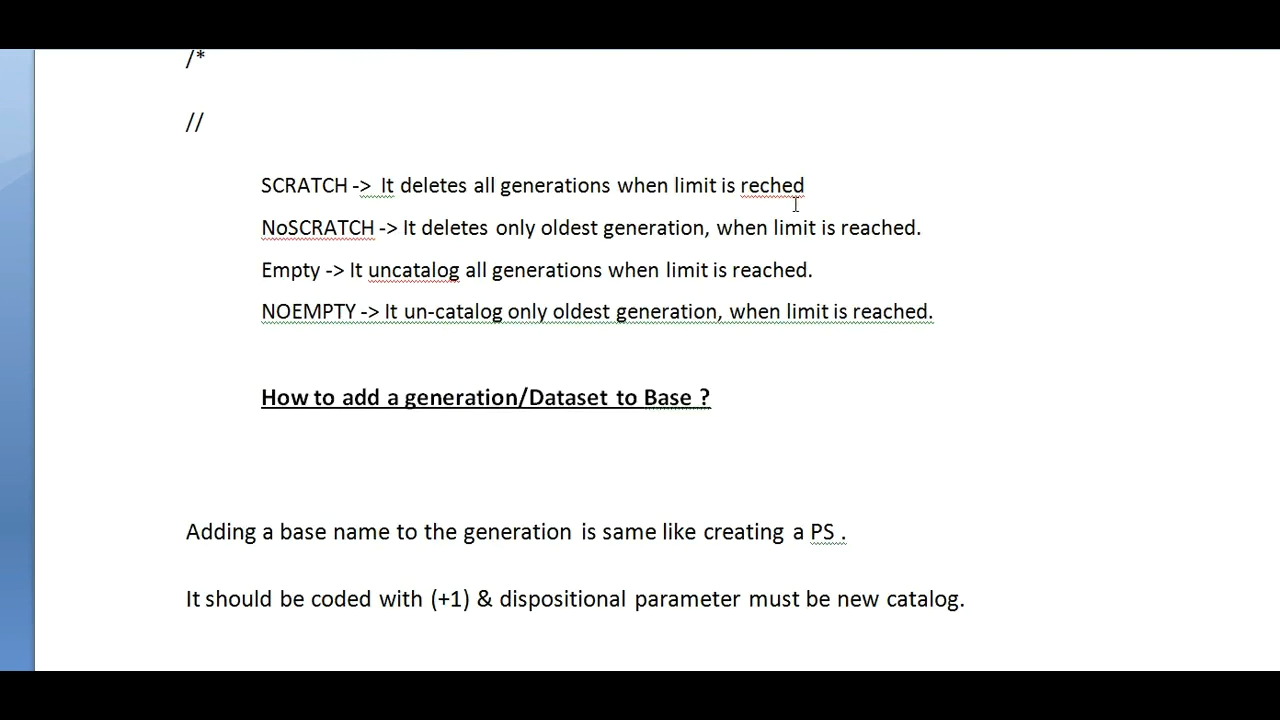 /*
//
SCRATCH -> It deletes all generations when limit is reched
NoSCRATCH -> It deletes only oldest generation, when limit is reached.
Empty -> It uncatalog all generations when limit is reached.
NOEMPTY -> It un-catalog only oldest generation, when limit is reached.
How to add a generation/Dataset to Base ?
Adding a base name to the generation is same like creating a PS .
It should be coded with (+1) & dispositional parameter must be new catalog.